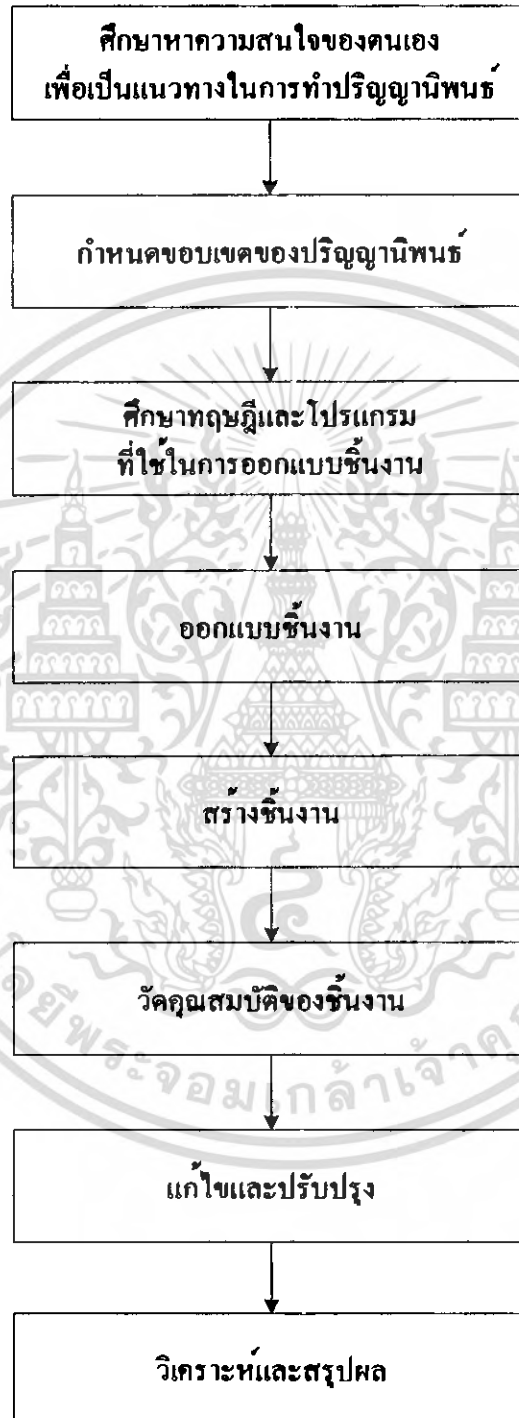 ศึกษาหาความสนใจของตนเอง
เพื่อเป็นแนวทางในการทำปริญญานิพนธ์
กำหนดขอบเขตของปริญญานิพนธ์
ศึกษาทฤษฎีและโปรแกรม
ที่ใช้ในการออกแบบชิ้นงาน
ออกแบบชิ้นงาน
สร้างชิ้นงาน
วัดคุณสมบัติของชิ้นงาน
แก้ไขและปรับปรุง
วิเคราะห์และสรุปผล